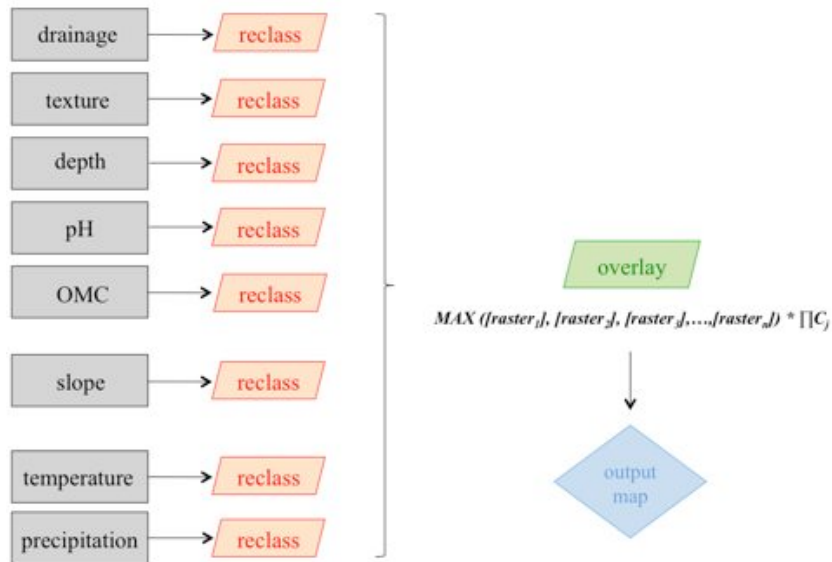 drainage reclass
texture reclass
depth reclass
pH reclass
OMC reclass
slope reclass
temperature reclass
precipitation reclass
overlay
MAX ([raster₁], [raster₂], [raster₃],…,[rasterₙ]) * ∏Cⱼ
output
map